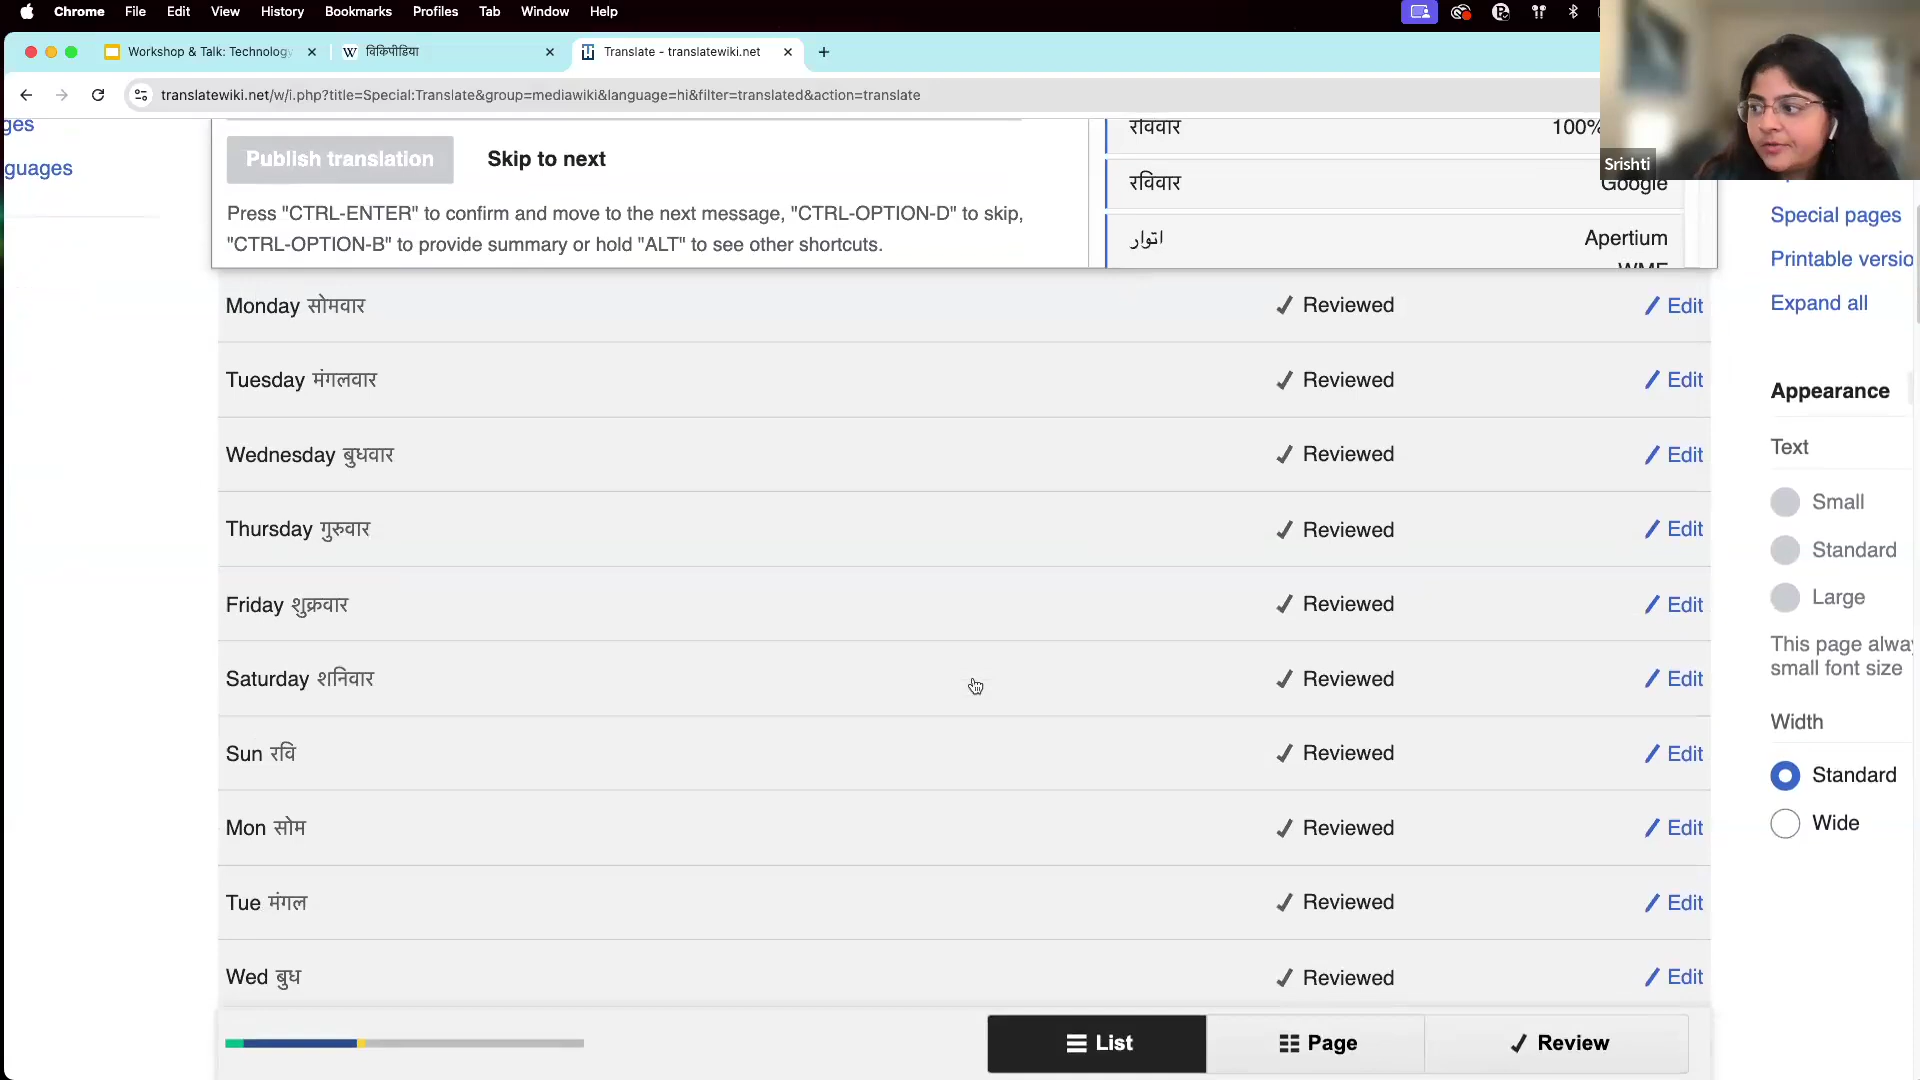 Chrome File Edit View History Bookmarks Profiles Tab Window Help
Workshop & Talk: Technology
विकिपीडिया
Translate - translatewiki.net
translatewiki.net/w/i.php?title=Special:Translate&group=mediawiki&language=hi&filter=translated&action=translate
Srishti
ges
guages
Publish translation Skip to next
Press "CTRL-ENTER" to confirm and move to the next message, "CTRL-OPTION-D" to skip,
"CTRL-OPTION-B" to provide summary or hold "ALT" to see other shortcuts.
रविवार 100%
रविवार Google
اتوار Apertium
Monday सोमवार Reviewed Edit
Tuesday मंगलवार Reviewed Edit
Wednesday बुधवार Reviewed Edit
Thursday गुरुवार Reviewed Edit
Friday शुक्रवार Reviewed Edit
Saturday शनिवार Reviewed Edit
Sun रवि Reviewed Edit
Mon सोम Reviewed Edit
Tue मंगल Reviewed Edit
Wed बुध Reviewed Edit
List Page Review
Special pages
Printable versio
Expand all
Appearance
Text
Small
Standard
Large
This page alway
small font size
Width
Standard
Wide